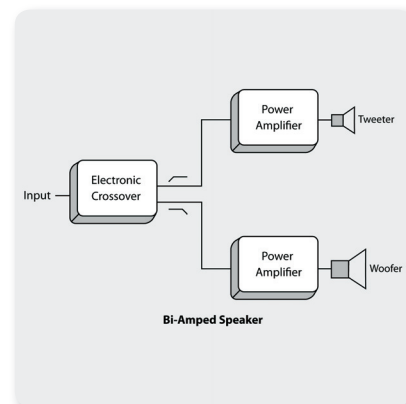 Power
Amplifier
Tweeter
Electronic
Crossover
Input
Power
Amplifier
Woofer
Bi-Amped Speaker